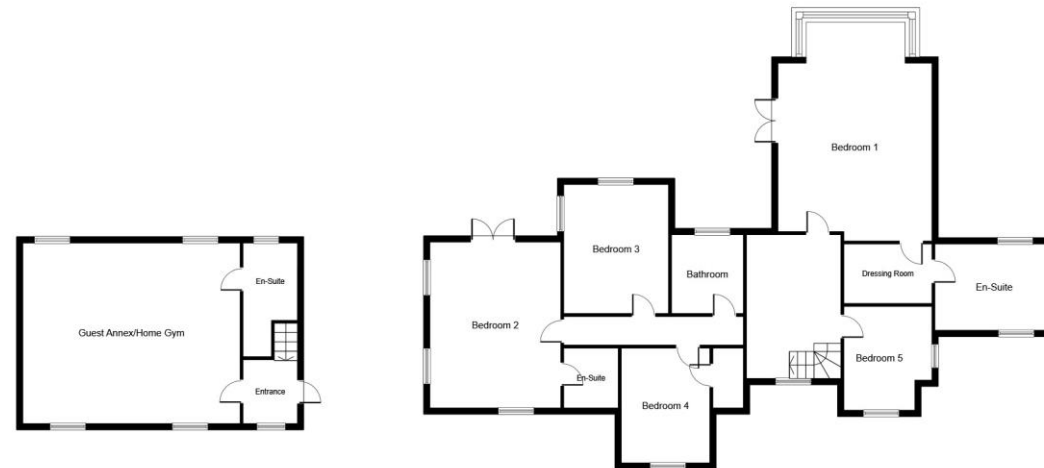 Guest Annex/Home Gym
En-Suite
Entrance
Bedroom 1
Bedroom 2
Bedroom 3
Bathroom
Dressing Room
En-Suite
En-Suite
Bedroom 4
Bedroom 5